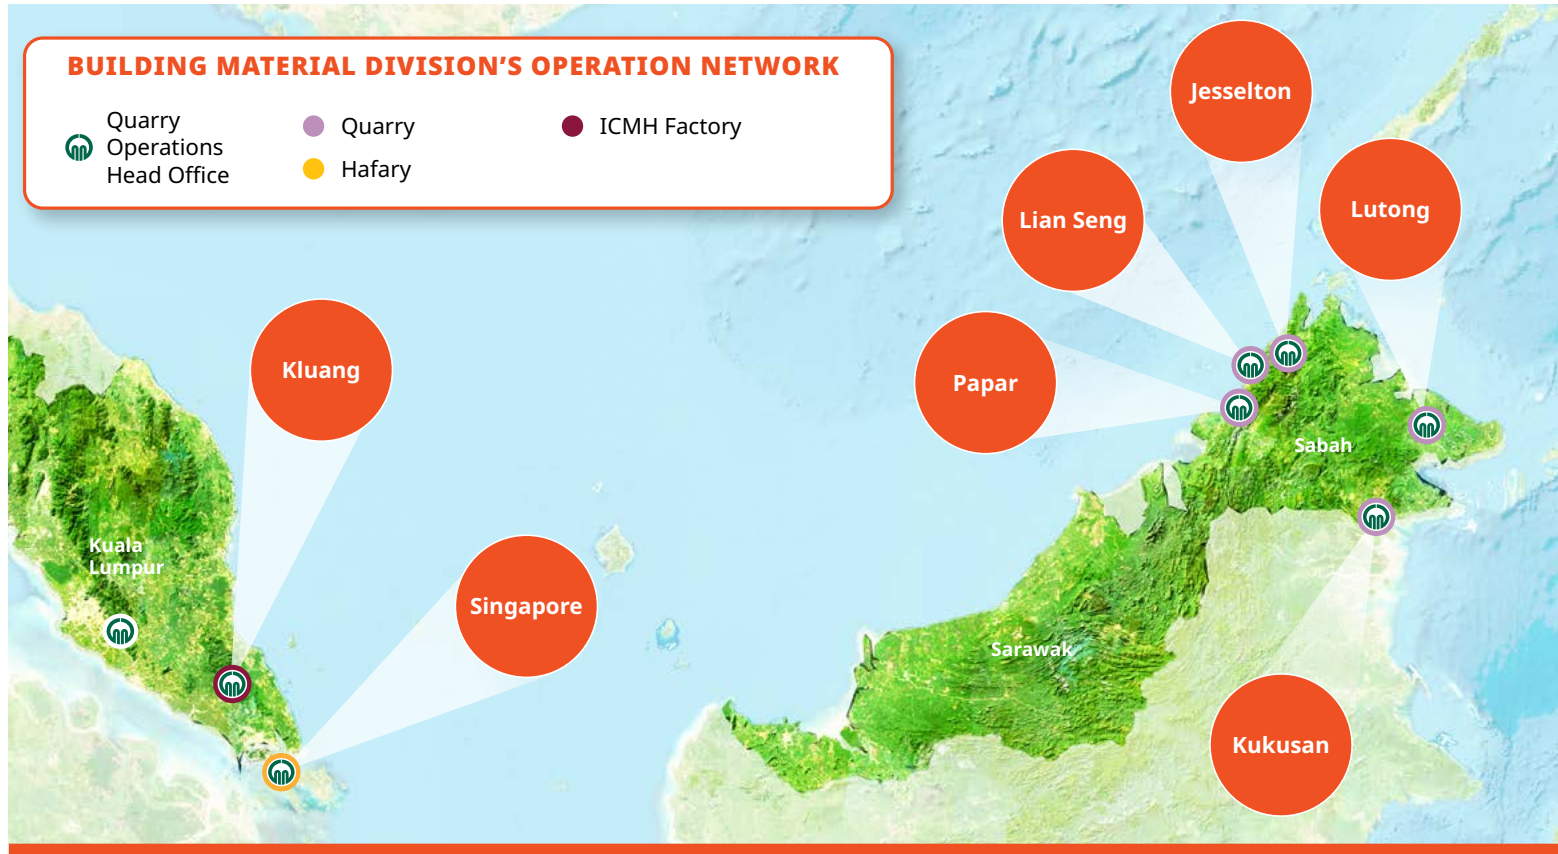 BUILDING MATERIAL DIVISION’S OPERATION NETWORK
Quarry
Operations
Head Office
Quarry
Hafary
ICMH Factory
Jesselton
Lian Seng
Lutong
Kluang
Papar
Sabah
Kuala
Lumpur
Singapore
Sarawak
Kukusan